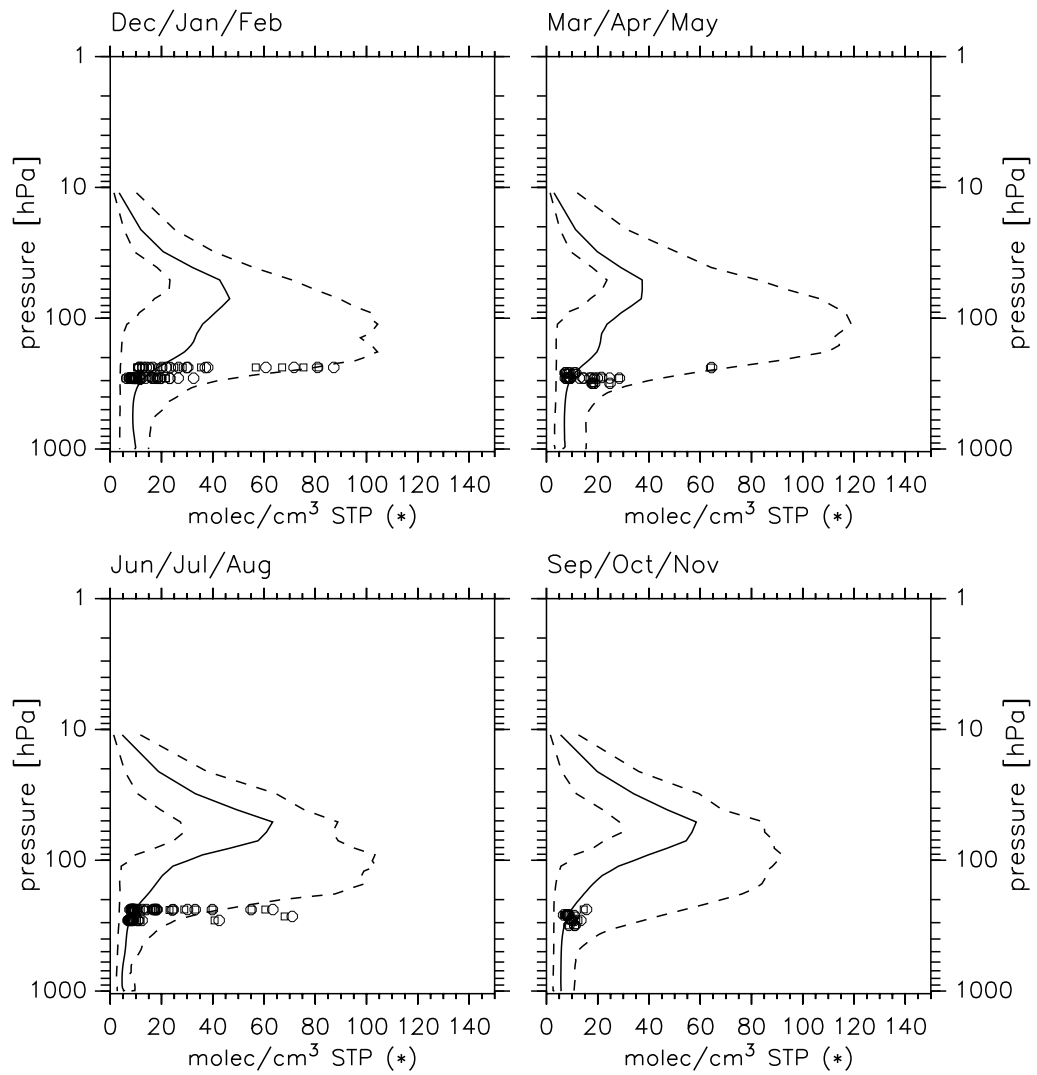 Dec/Jan/Feb
Mar/Apr/May
1 1
10 10
100 100
1000 1000
pressure [hPa]
pressure [hPa]
0 20 40 60 80 100 120 140
0 20 40 60 80 100 120 140
molec/cm³ STP (*)
molec/cm³ STP (*)
Jun/Jul/Aug
Sep/Oct/Nov
1 1
10 10
100 100
1000 1000
pressure [hPa]
pressure [hPa]
0 20 40 60 80 100 120 140
0 20 40 60 80 100 120 140
molec/cm³ STP (*)
molec/cm³ STP (*)